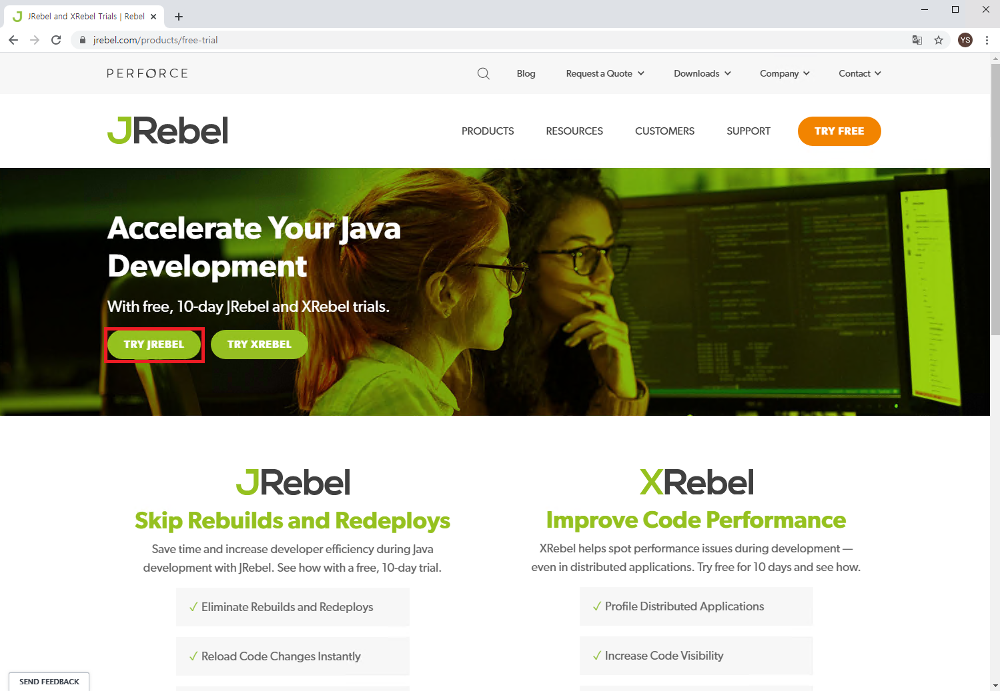 JRebel and XRebel Trials | Rebel
jrebel.com/products/free-trial
YS
PERFORCE
Blog
Request a Quote
Downloads
Company
Contact
JRebel
PRODUCTS
RESOURCES
CUSTOMERS
SUPPORT
TRY FREE
Accelerate Your Java
Development
With free, 10-day JRebel and XRebel trials.
TRY JREBEL
TRY XREBEL
JRebel
Skip Rebuilds and Redeploys
Save time and increase developer efficiency during Java
development with JRebel. See how with a free, 10-day trial.
✓ Eliminate Rebuilds and Redeploys
✓ Reload Code Changes Instantly
XRebel
Improve Code Performance
XRebel helps spot performance issues during development —
even in distributed applications. Try free for 10 days and see how.
✓ Profile Distributed Applications
✓ Increase Code Visibility
SEND FEEDBACK